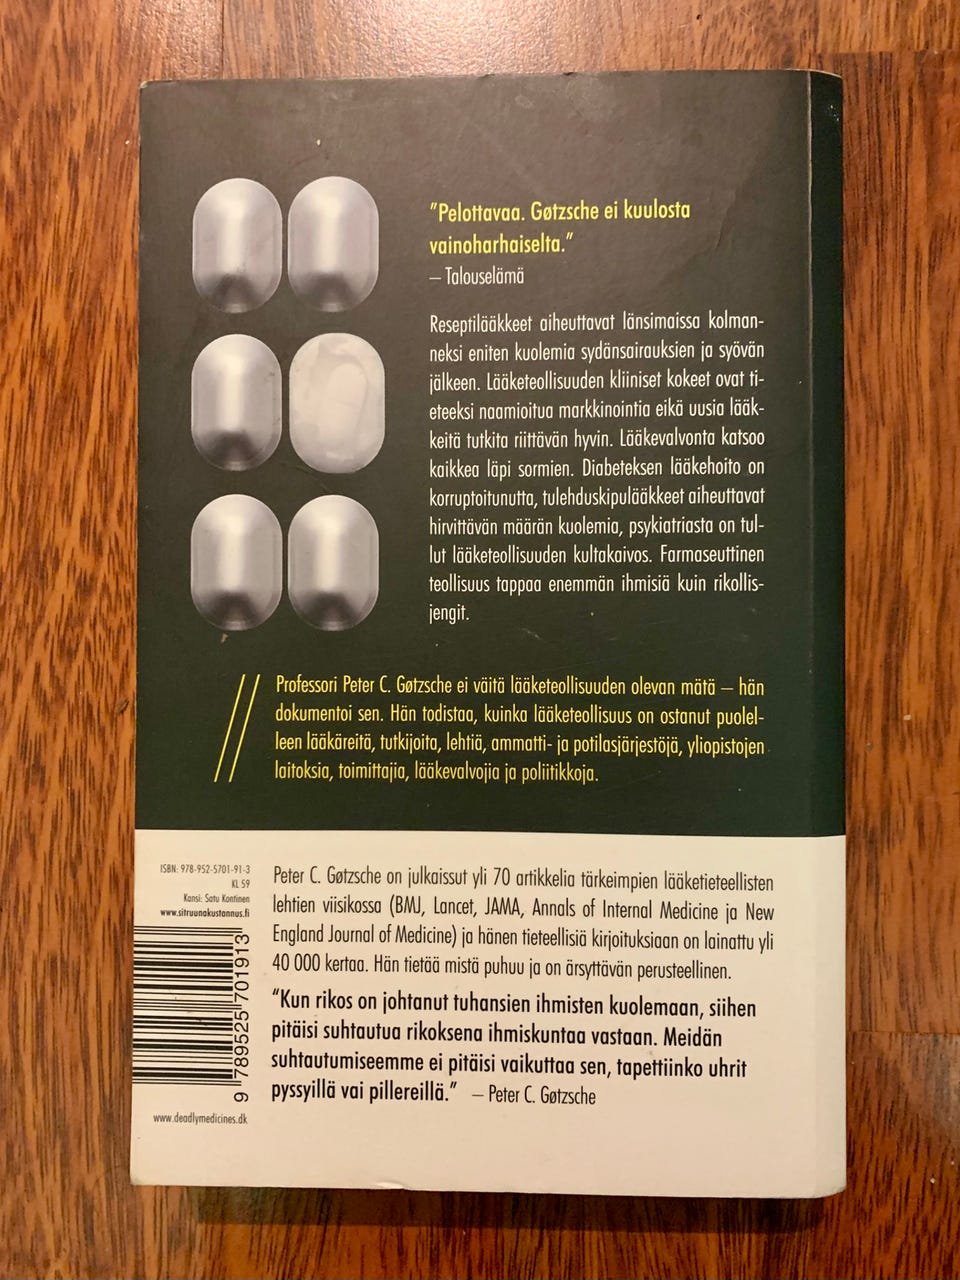 "Pelottavaa. Gøtzsche ei kuulosta
vainoharhaiselta."
– Talouselämä
Reseptilääkkeet aiheuttavat länsimaissa kolman-
neksi eniten kuolemia sydänsairauksien ja syövän
jälkeen. Lääketeollisuuden kliiniset kokeet ovat ti-
eteeksi naamioitua markkinointia eikä uusia lääk-
keitä tutkita riittävän hyvin. Lääkevalvonta katsoo
kaikkea läpi sormien. Diabeteksen lääkehoito on
korruptoitunutta, tulehduskipulääkkeet aiheuttavat
hirvittävän määrän kuolemia, psykiatriasta on tul-
lut lääketeollisuuden kultakaivos. Farmaseuttinen
teollisuus tappaa enemmän ihmisiä kuin rikollis-
jengit.
// Professori Peter C. Gøtzsche ei väitä lääketeollisuuden olevan mätä – hän
dokumentoi sen. Hän todistaa, kuinka lääketeollisuus on ostanut puolel-
leen lääkäreitä, tutkijoita, lehtiä, ammatti- ja potilasjärjestöjä, yliopistojen
laitoksia, toimittajia, lääkevalvojia ja poliitikkoja.
ISBN: 978-952-5701-91-3
KL 59
Kansi: Satu Kontinen
www.sitruunakustannus.fi
9 789525 701913
www.deadlymedicines.dk
Peter C. Gøtzsche on julkaissut yli 70 artikkelia tärkeimpien lääketieteellisten
lehtien viisikossa (BMJ, Lancet, JAMA, Annals of Internal Medicine ja New
England Journal of Medicine) ja hänen tieteellisiä kirjoituksiaan on lainattu yli
40 000 kertaa. Hän tietää mistä puhuu ja on ärsyttävän perusteellinen.
"Kun rikos on johtanut tuhansien ihmisten kuolemaan, siihen
pitäisi suhtautua rikoksena ihmiskuntaa vastaan. Meidän
suhtautumiseemme ei pitäisi vaikuttaa sen, tapettiinko uhrit
pyssyillä vai pillereillä." – Peter C. Gøtzsche